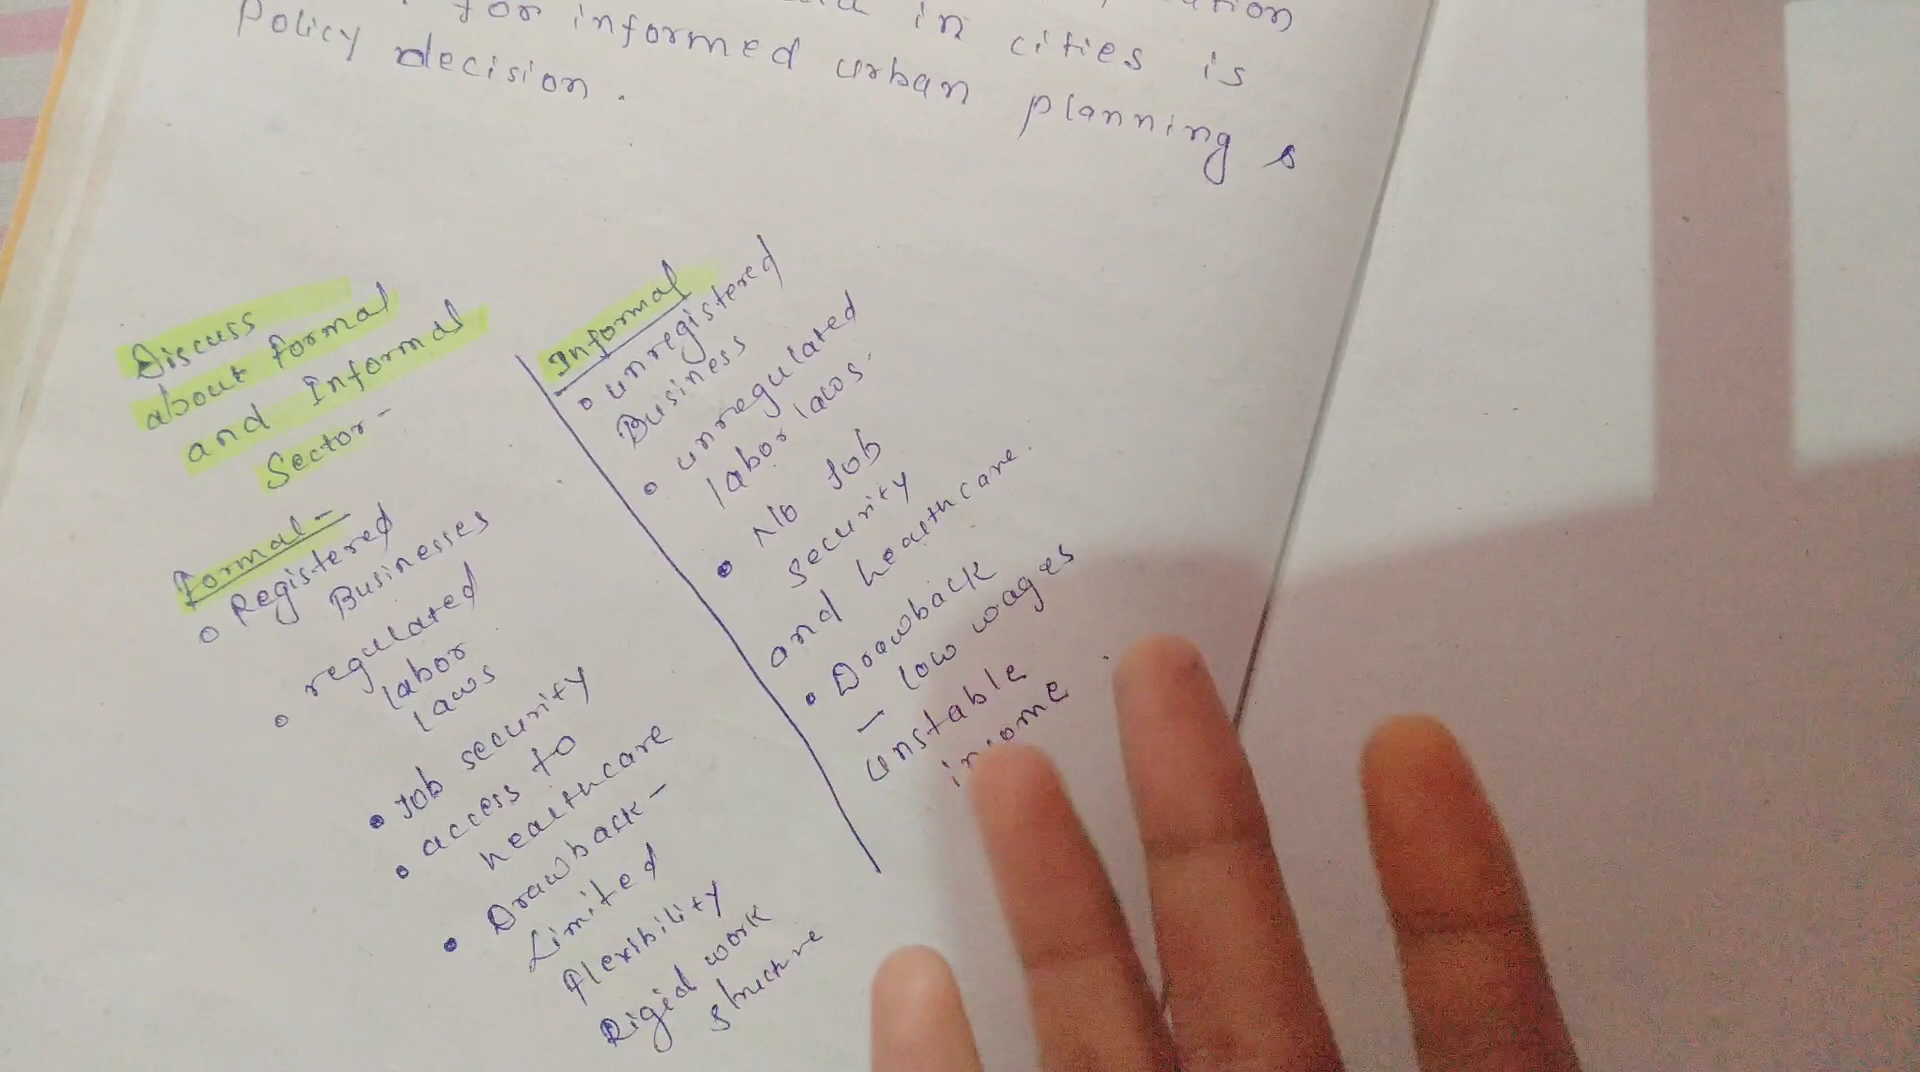 in
for informed urban planning &
cities is
Policy decision.
Discuss
about formal
and Informal
Sector-
Formal-
Registered
Businesses
regulated
labor
laws
Job security
access to
healthcare
Drawback-
Limited
flexibility
Rigid work
structure
Informal
unregistered
Business
unregulated
labor laws.
No Job
security
and healthcare.
Drawback
- low wages
unstable
income